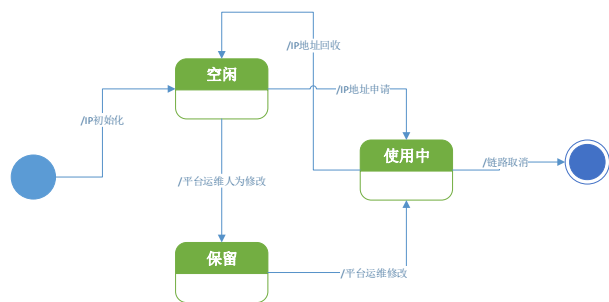 /IP地址回收
空闲
/IP地址申请
/IP初始化
使用中
/链路取消
/平台运维人为修改
保留
/平台运维修改